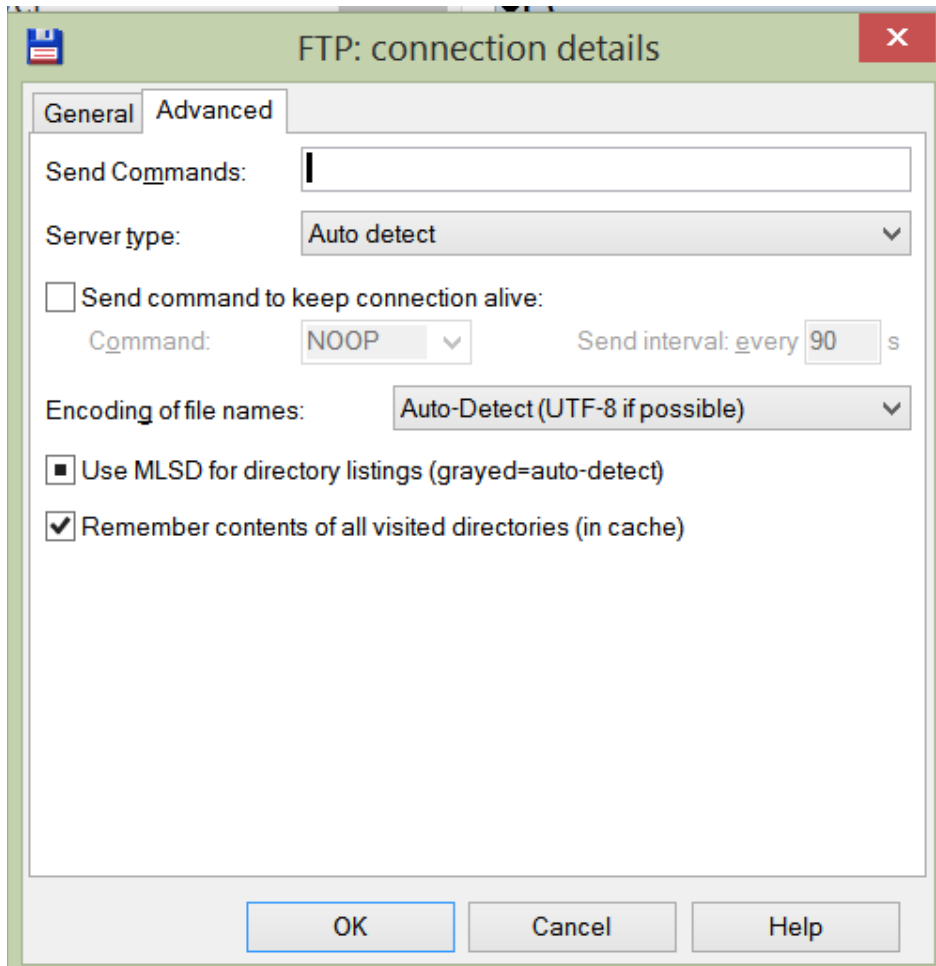 FTP: connection details
General Advanced
Send Commands:
Server type: Auto detect
Send command to keep connection alive:
Command: NOOP Send interval: every 90 s
Encoding of file names: Auto-Detect (UTF-8 if possible)
Use MLSD for directory listings (grayed=auto-detect)
Remember contents of all visited directories (in cache)
OK Cancel Help